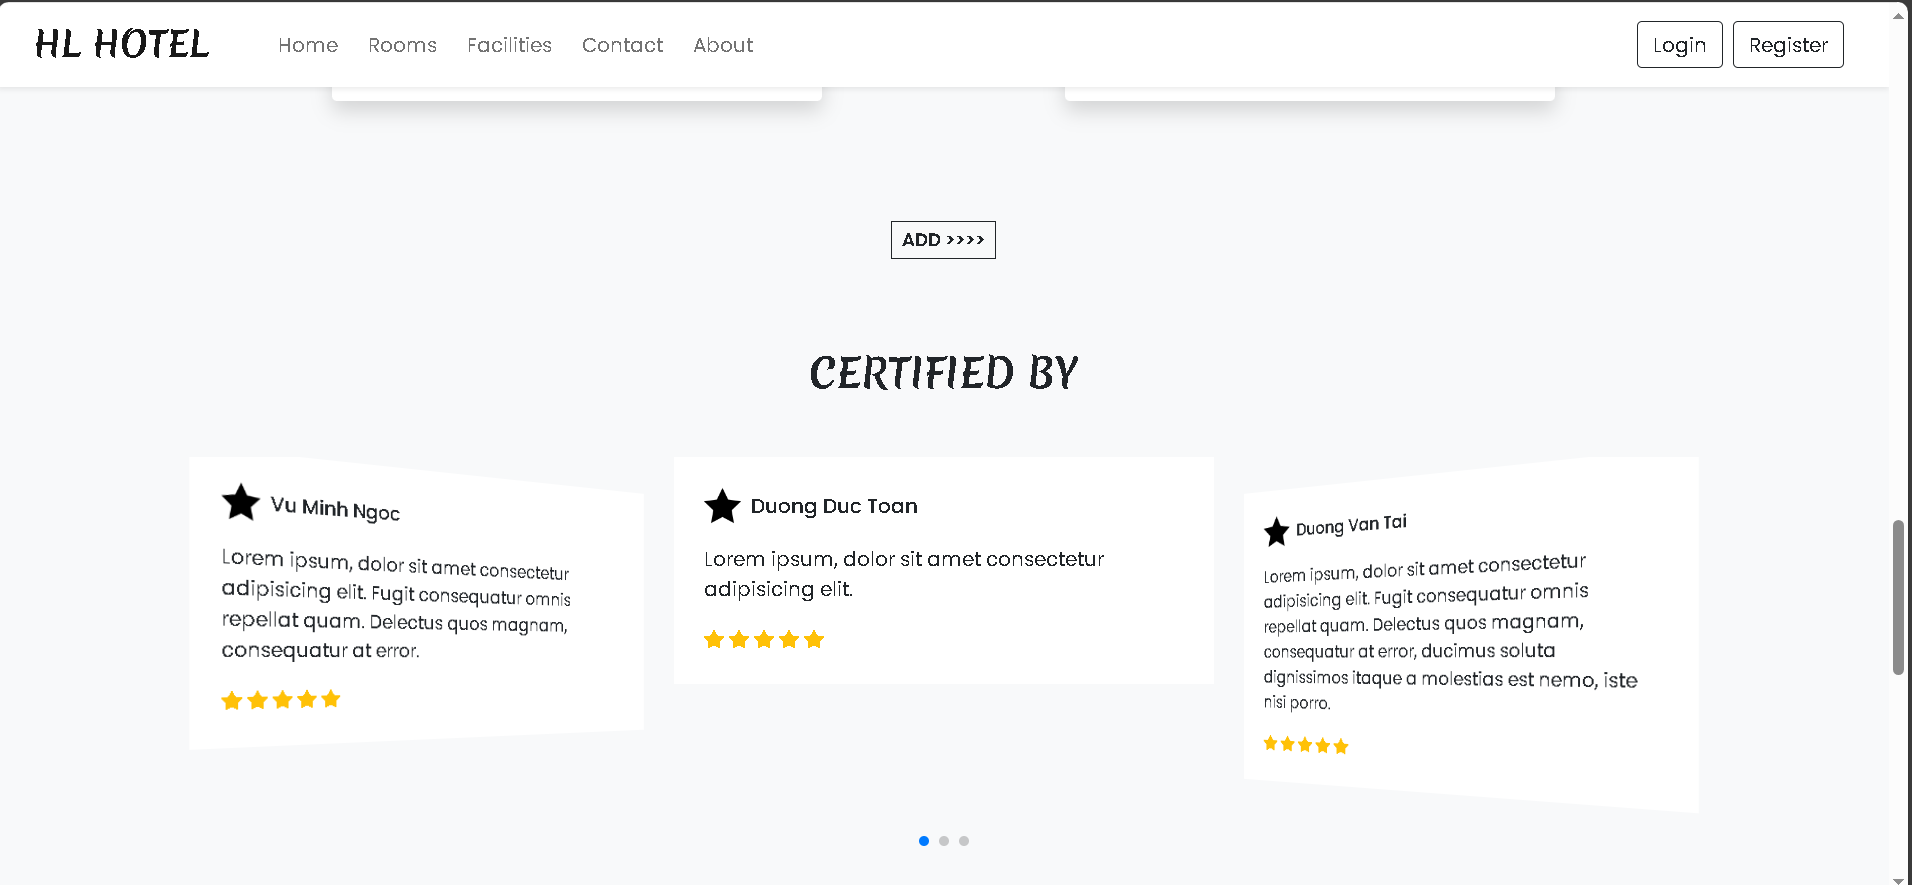 HL HOTEL
Home
Rooms
Facilities
Contact
About
Login
Register
ADD >>>>
CERTIFIED BY
Vu Minh Ngoc
Lorem ipsum, dolor sit amet consectetur
adipisicing elit. Fugit consequatur omnis
repellat quam. Delectus quos magnam,
consequatur at error.
Duong Duc Toan
Lorem ipsum, dolor sit amet consectetur
adipisicing elit.
Duong Van Tai
Lorem ipsum, dolor sit amet consectetur
adipisicing elit. Fugit consequatur omnis
repellat quam. Delectus quos magnam,
consequatur at error, ducimus soluta
dignissimos itaque a molestias est nemo, iste
nisi porro.